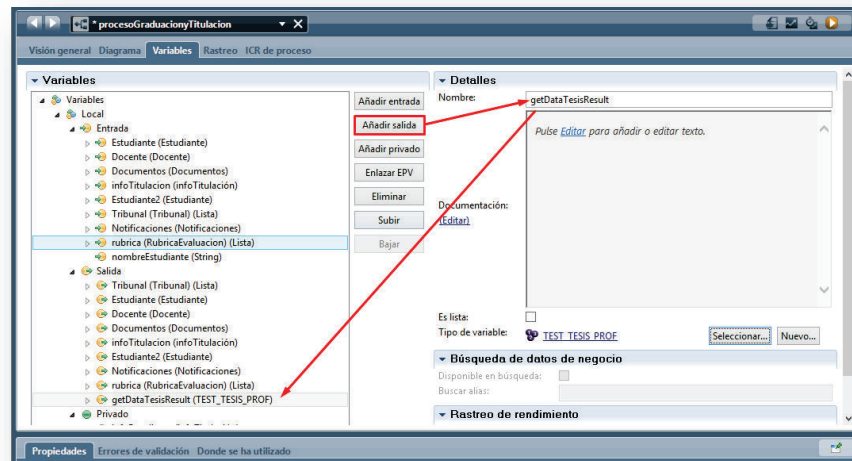 * procesoGraduacionyTitulacion
Visión general Diagrama Variables Rastreo ICR de proceso
Variables
Variables
Local
Entrada
Estudiante (Estudiante)
Docente (Docente)
Documentos (Documentos)
infoTitulacion (infoTitulación)
Estudiante2 (Estudiante)
Tribunal (Tribunal) (Lista)
Notificaciones (Notificaciones)
rubrica (RubricaEvaluacion) (Lista)
nombreEstudiante (String)
Salida
Tribunal (Tribunal) (Lista)
Estudiante (Estudiante)
Docente (Docente)
Documentos (Documentos)
infoTitulacion (infoTitulación)
Estudiante2 (Estudiante)
Notificaciones (Notificaciones)
rubrica (RubricaEvaluacion) (Lista)
getDataTesisResult (TEST_TESIS_PROF)
Privado
Añadir entrada
Añadir salida
Añadir privado
Enlazar EPV
Eliminar
Subir
Bajar
Detalles
Nombre: getDataTesisResult
Pulse Editar para añadir o editar texto.
Documentación:
(Editar)
Es lista:
Tipo de variable: TEST TESIS PROF Seleccionar... Nuevo...
Búsqueda de datos de negocio
Disponible en búsqueda:
Buscar alias:
Rastreo de rendimiento
Propiedades Errores de validación Donde se ha utilizado